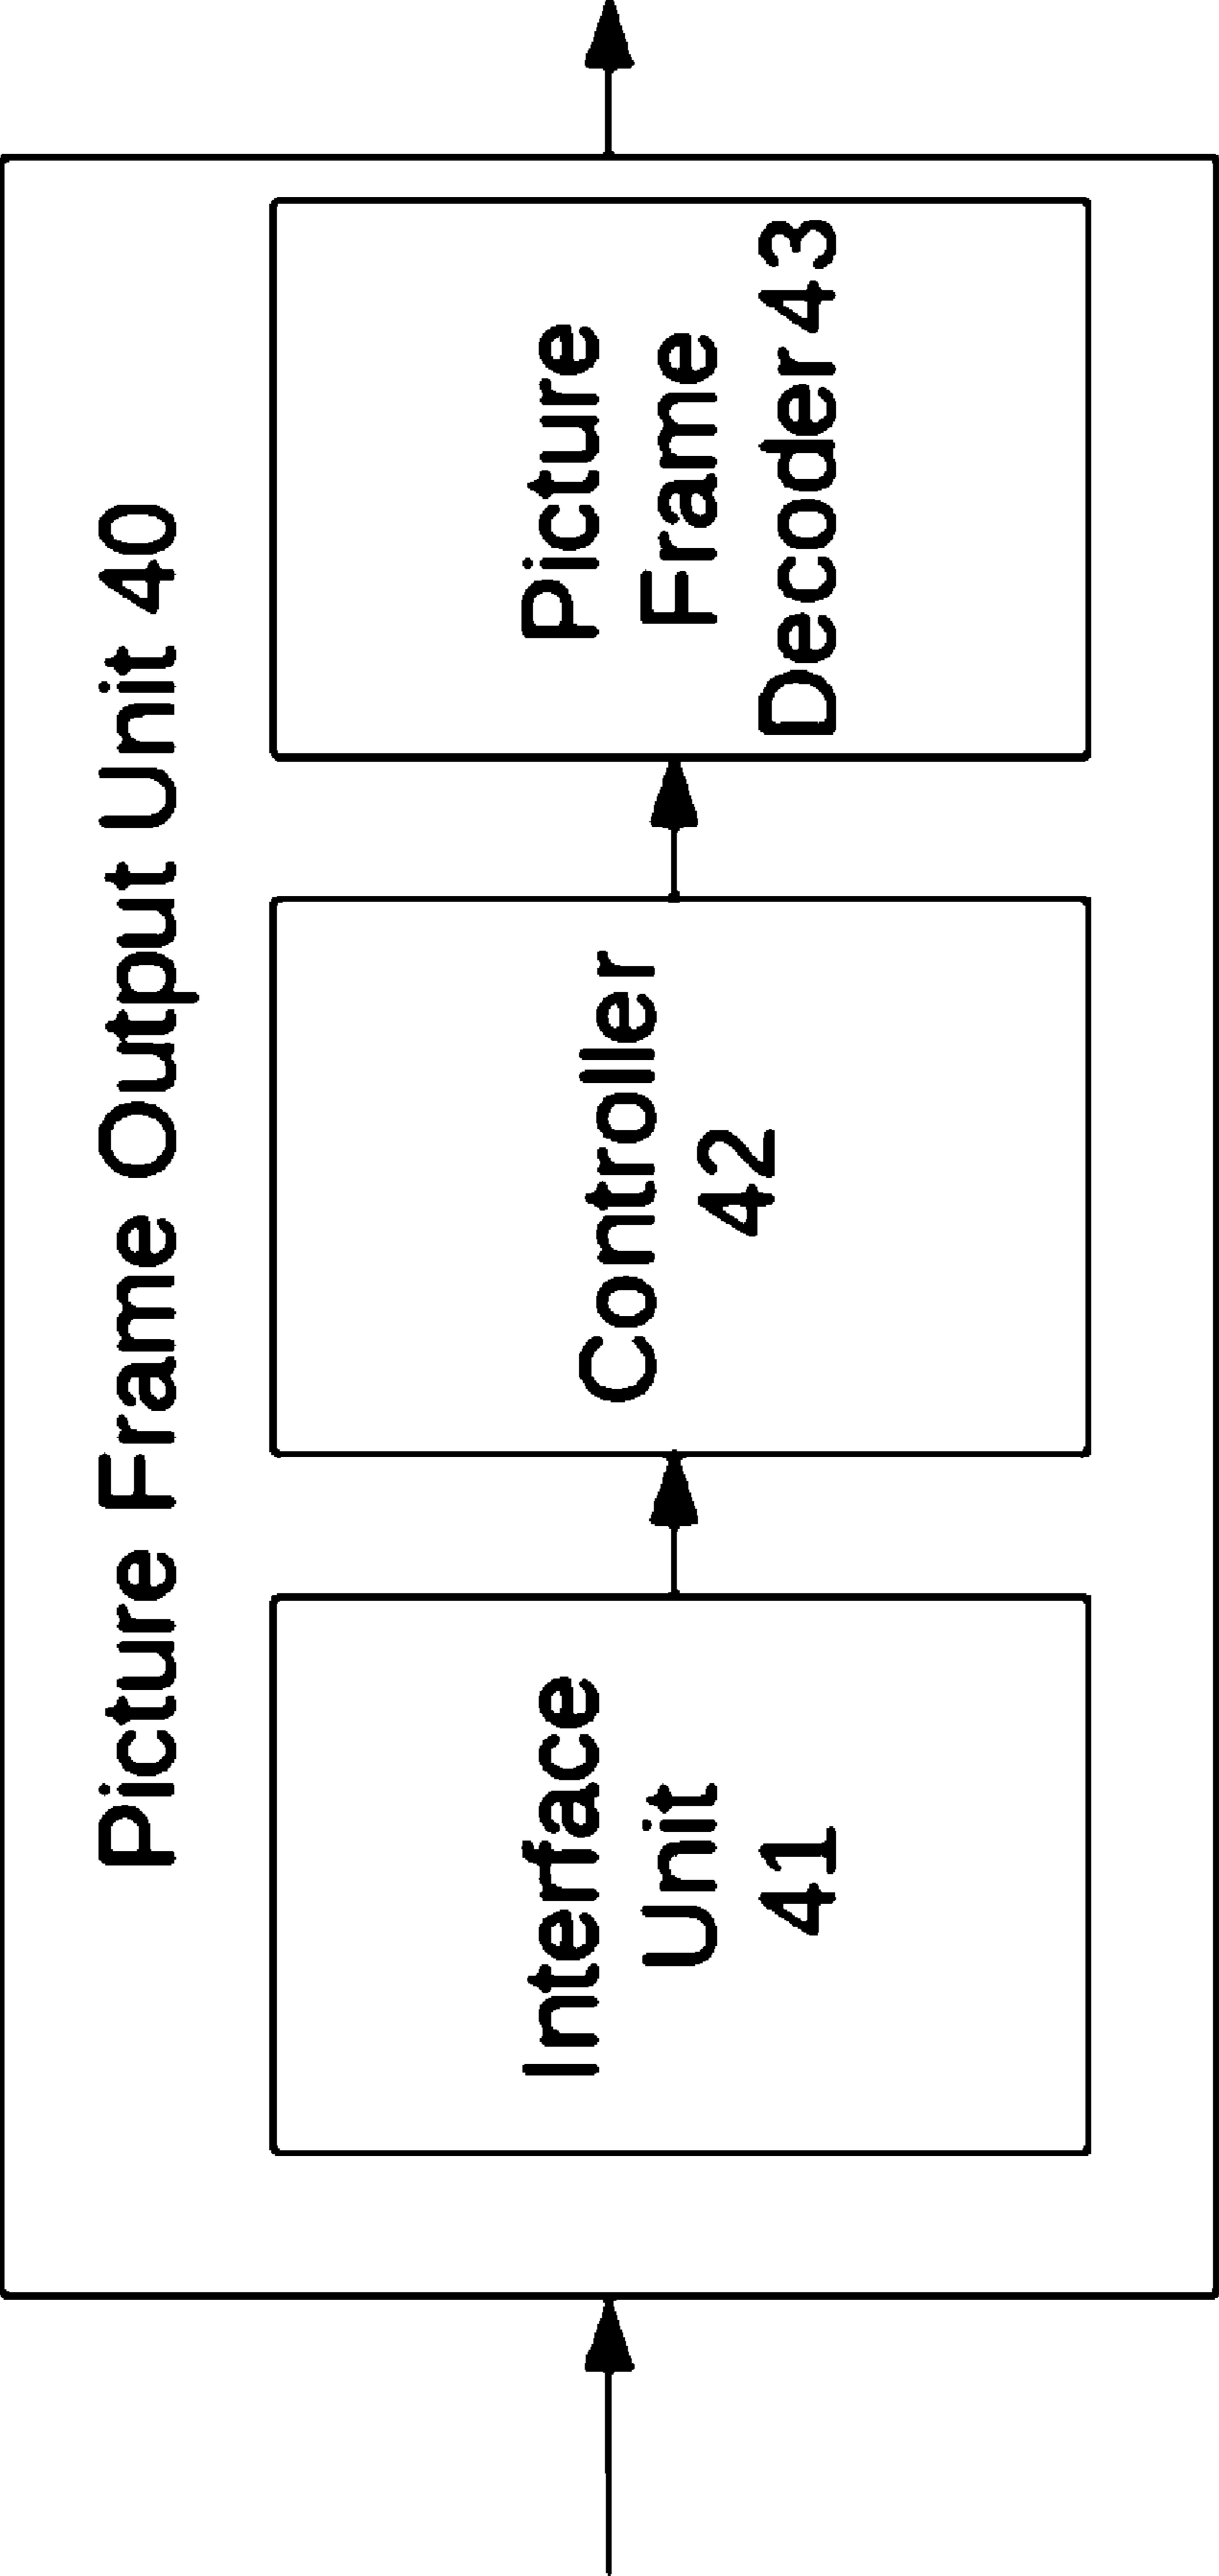 Picture Frame Output Unit 40
Interface
Unit
41
Controller
42
Picture
Frame
Decoder 43